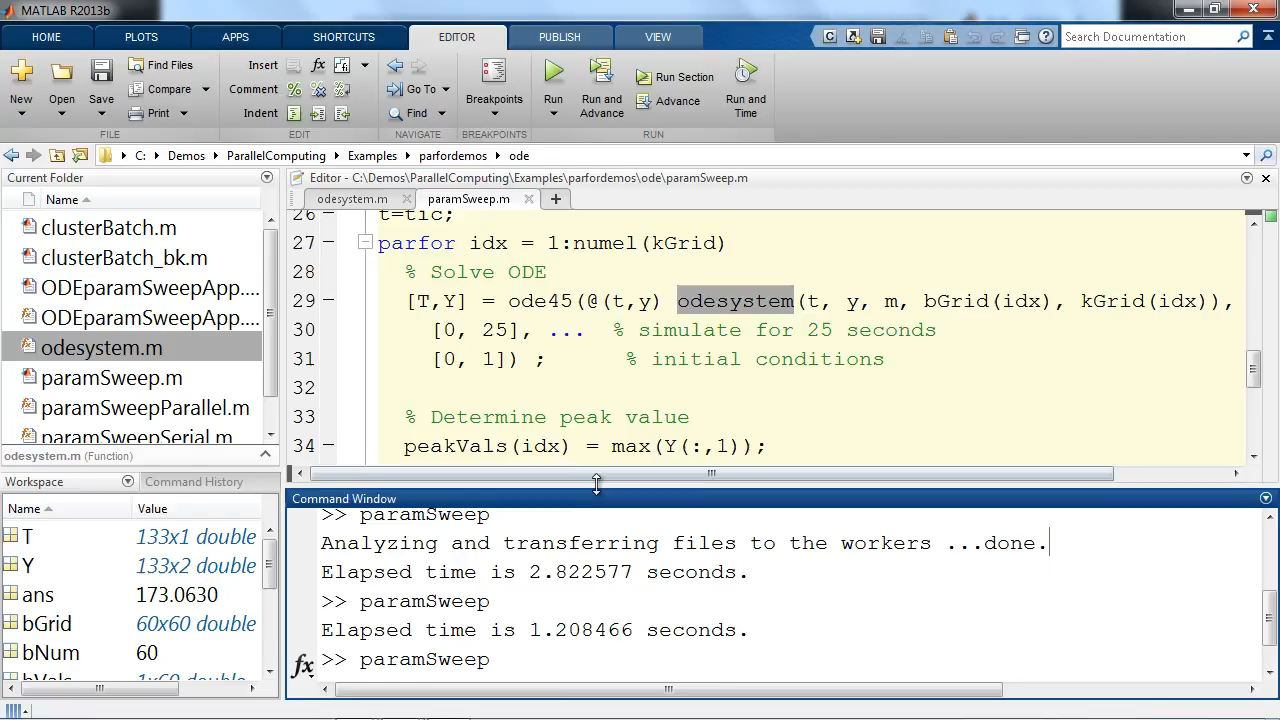 MATLAB R2013b
HOME PLOTS APPS SHORTCUTS EDITOR PUBLISH VIEW
Search Documentation
New Open Save
Find Files
Compare
Print
FILE
Insert
Comment
Indent
EDIT
Go To
Find
NAVIGATE
Breakpoints
BREAKPOINTS
Run
Run and Advance
Run Section
Advance
Run and Time
RUN
C: Demos ParallelComputing Examples parfordemos ode
Current Folder
Name
clusterBatch.m
clusterBatch_bk.m
ODEparamSweepApp....
ODEparamSweepApp....
odesystem.m
paramSweep.m
paramSweepParallel.m
paramSweepSerial.m
odesystem.m (Function)
Workspace Command History
Name Value
T 133x1 double
Y 133x2 double
ans 173.0630
bGrid 60x60 double
bNum 60
bVals 1x60 double
Editor - C:\Demos\ParallelComputing\Examples\parfordemos\ode\paramSweep.m
odesystem.m paramSweep.m
26 t=tic;
27 parfor idx = 1:numel(kGrid)
28 % Solve ODE
29 [T,Y] = ode45(@(t,y) odesystem(t, y, m, bGrid(idx), kGrid(idx)),
30 [0, 25], ... % simulate for 25 seconds
31 [0, 1]) ; % initial conditions
32
33 % Determine peak value
34 peakVals(idx) = max(Y(:,1));
Command Window
>> paramSweep
Analyzing and transferring files to the workers ...done.
Elapsed time is 2.822577 seconds.
>> paramSweep
Elapsed time is 1.208466 seconds.
fx >> paramSweep